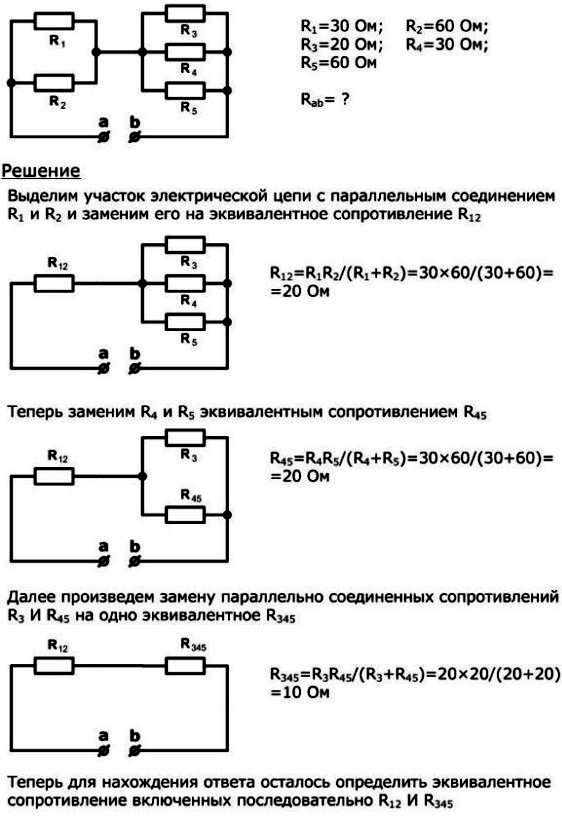 R₁ R₃ R₁=30 Ом; R₂=60 Ом;
R₄ R₃=20 Ом; R₄=30 Ом;
R₂ R₅ R₅=60 Ом
a b Rab= ?
Решение
Выделим участок электрической цепи с параллельным соединением
R₁ и R₂ и заменим его на эквивалентное сопротивление R₁₂
R₁₂ R₃ R₁₂=R₁R₂/(R₁+R₂)=30×60/(30+60)=
R₄ =20 Ом
R₅
a b
Теперь заменим R₄ и R₅ эквивалентным сопротивлением R₄₅
R₁₂ R₃ R₄₅=R₄R₅/(R₄+R₅)=30×60/(30+60)=
R₄₅ =20 Ом
a b
Далее произведем замену параллельно соединенных сопротивлений
R₃ И R₄₅ на одно эквивалентное R₃₄₅
R₁₂ R₃₄₅ R₃₄₅=R₃R₄₅/(R₃+R₄₅)=20×20/(20+20)
=10 Ом
a b
Теперь для нахождения ответа осталось определить эквивалентное
сопротивление включенных последовательно R₁₂ И R₃₄₅